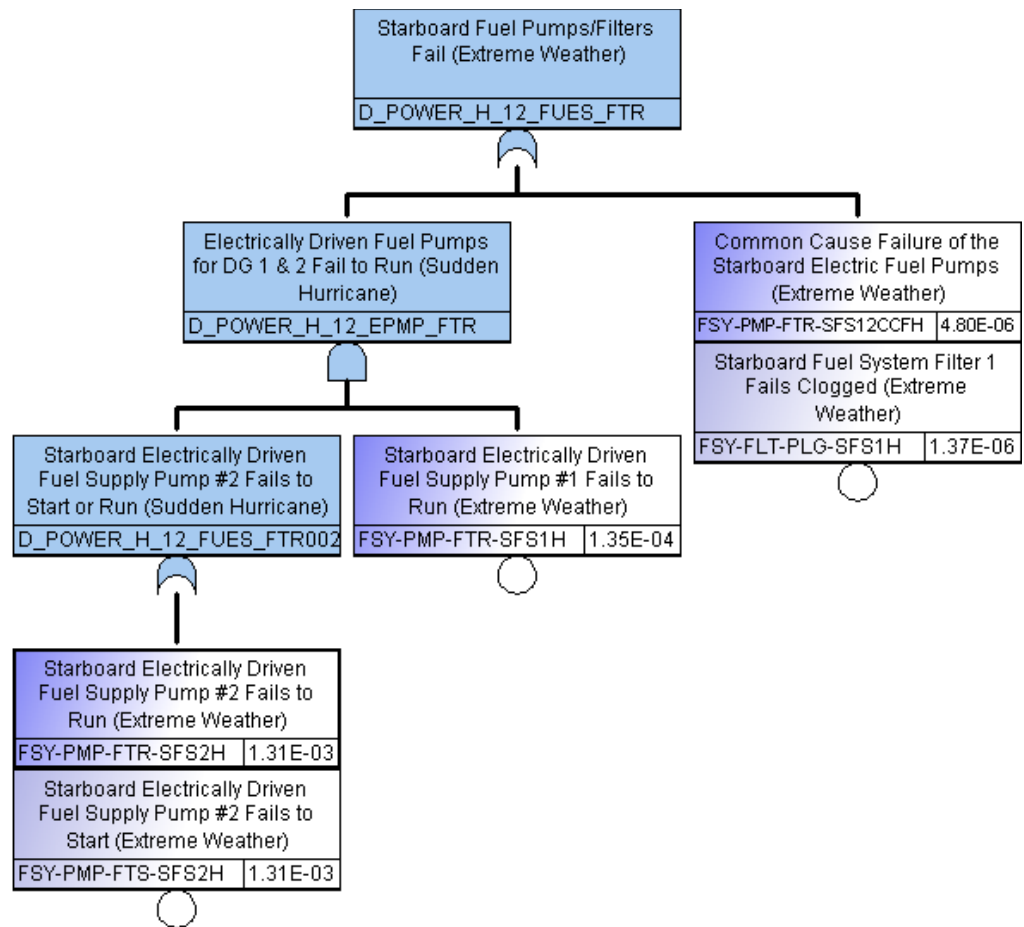 Starboard Fuel Pumps/Filters
Fail (Extreme Weather)
D_POWER_H_12_FUES_FTR
Electrically Driven Fuel Pumps
for DG 1 & 2 Fail to Run (Sudden
Hurricane)
D_POWER_H_12_EPMP_FTR
Common Cause Failure of the
Starboard Electric Fuel Pumps
(Extreme Weather)
FSY-PMP-FTR-SFS12CCFH 4.80E-06
Starboard Fuel System Filter 1
Fails Clogged (Extreme
Weather)
FSY-FLT-PLG-SFS1H 1.37E-06
Starboard Electrically Driven
Fuel Supply Pump #2 Fails to
Start or Run (Sudden Hurricane)
D_POWER_H_12_FUES_FTR002
Starboard Electrically Driven
Fuel Supply Pump #1 Fails to
Run (Extreme Weather)
FSY-PMP-FTR-SFS1H 1.35E-04
Starboard Electrically Driven
Fuel Supply Pump #2 Fails to
Run (Extreme Weather)
FSY-PMP-FTR-SFS2H 1.31E-03
Starboard Electrically Driven
Fuel Supply Pump #2 Fails to
Start (Extreme Weather)
FSY-PMP-FTS-SFS2H 1.31E-03